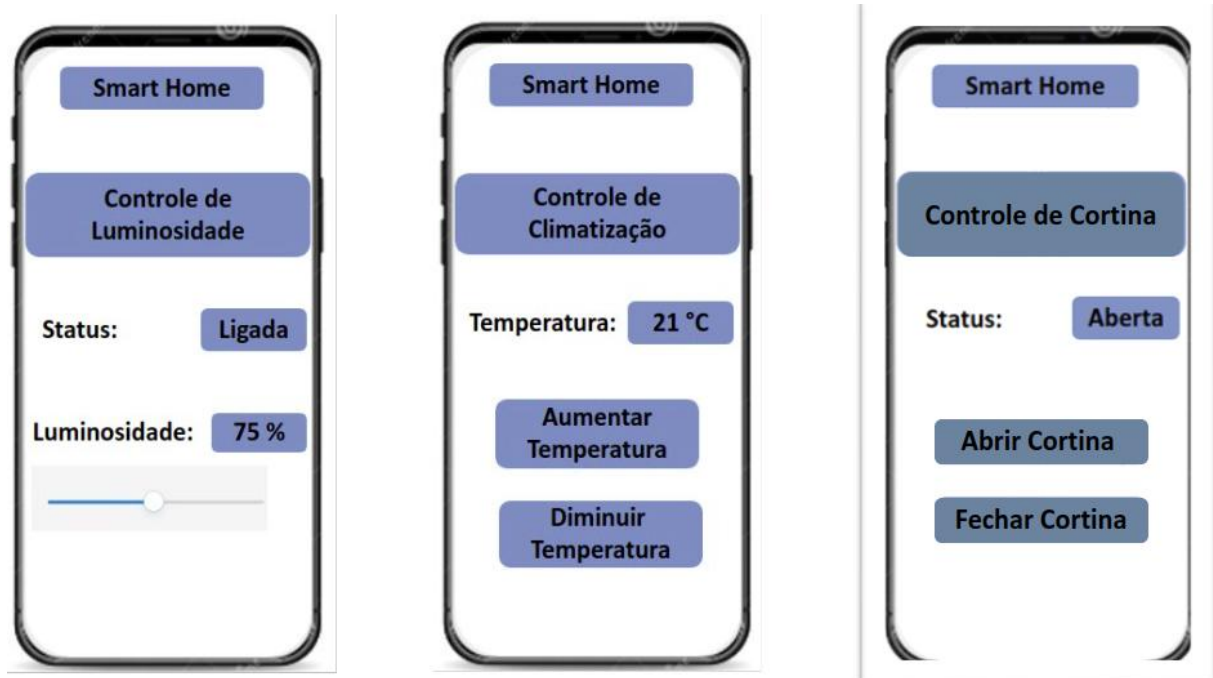 Smart Home
Controle de
Luminosidade
Status:
Ligada
Luminosidade:
75 %
Smart Home
Controle de
Climatização
Temperatura:
21 °C
Aumentar
Temperatura
Diminuir
Temperatura
Smart Home
Controle de Cortina
Status:
Aberta
Abrir Cortina
Fechar Cortina